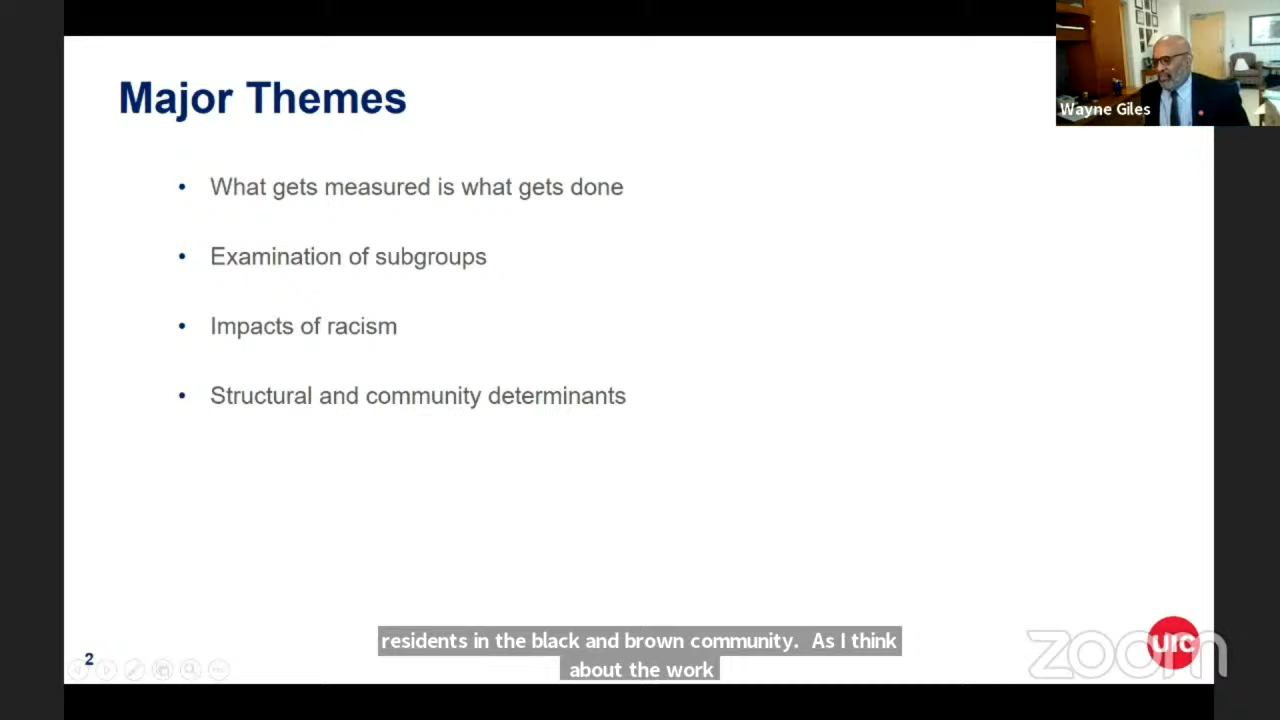 Major Themes
Wayne Giles
• What gets measured is what gets done
• Examination of subgroups
• Impacts of racism
• Structural and community determinants
residents in the black and brown community.  As I think
about the work
2
zoom
UIC